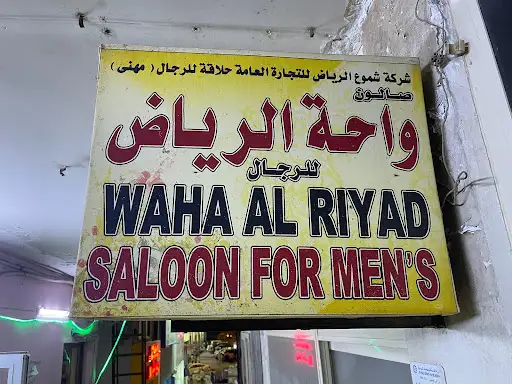 شركة شموع الرياض للتجارة العامة حلاقة للرجال ( مهنى )
صالون
واحة الرياض
للرجال
WAHA AL RIYAD
SALOON FOR MEN'S